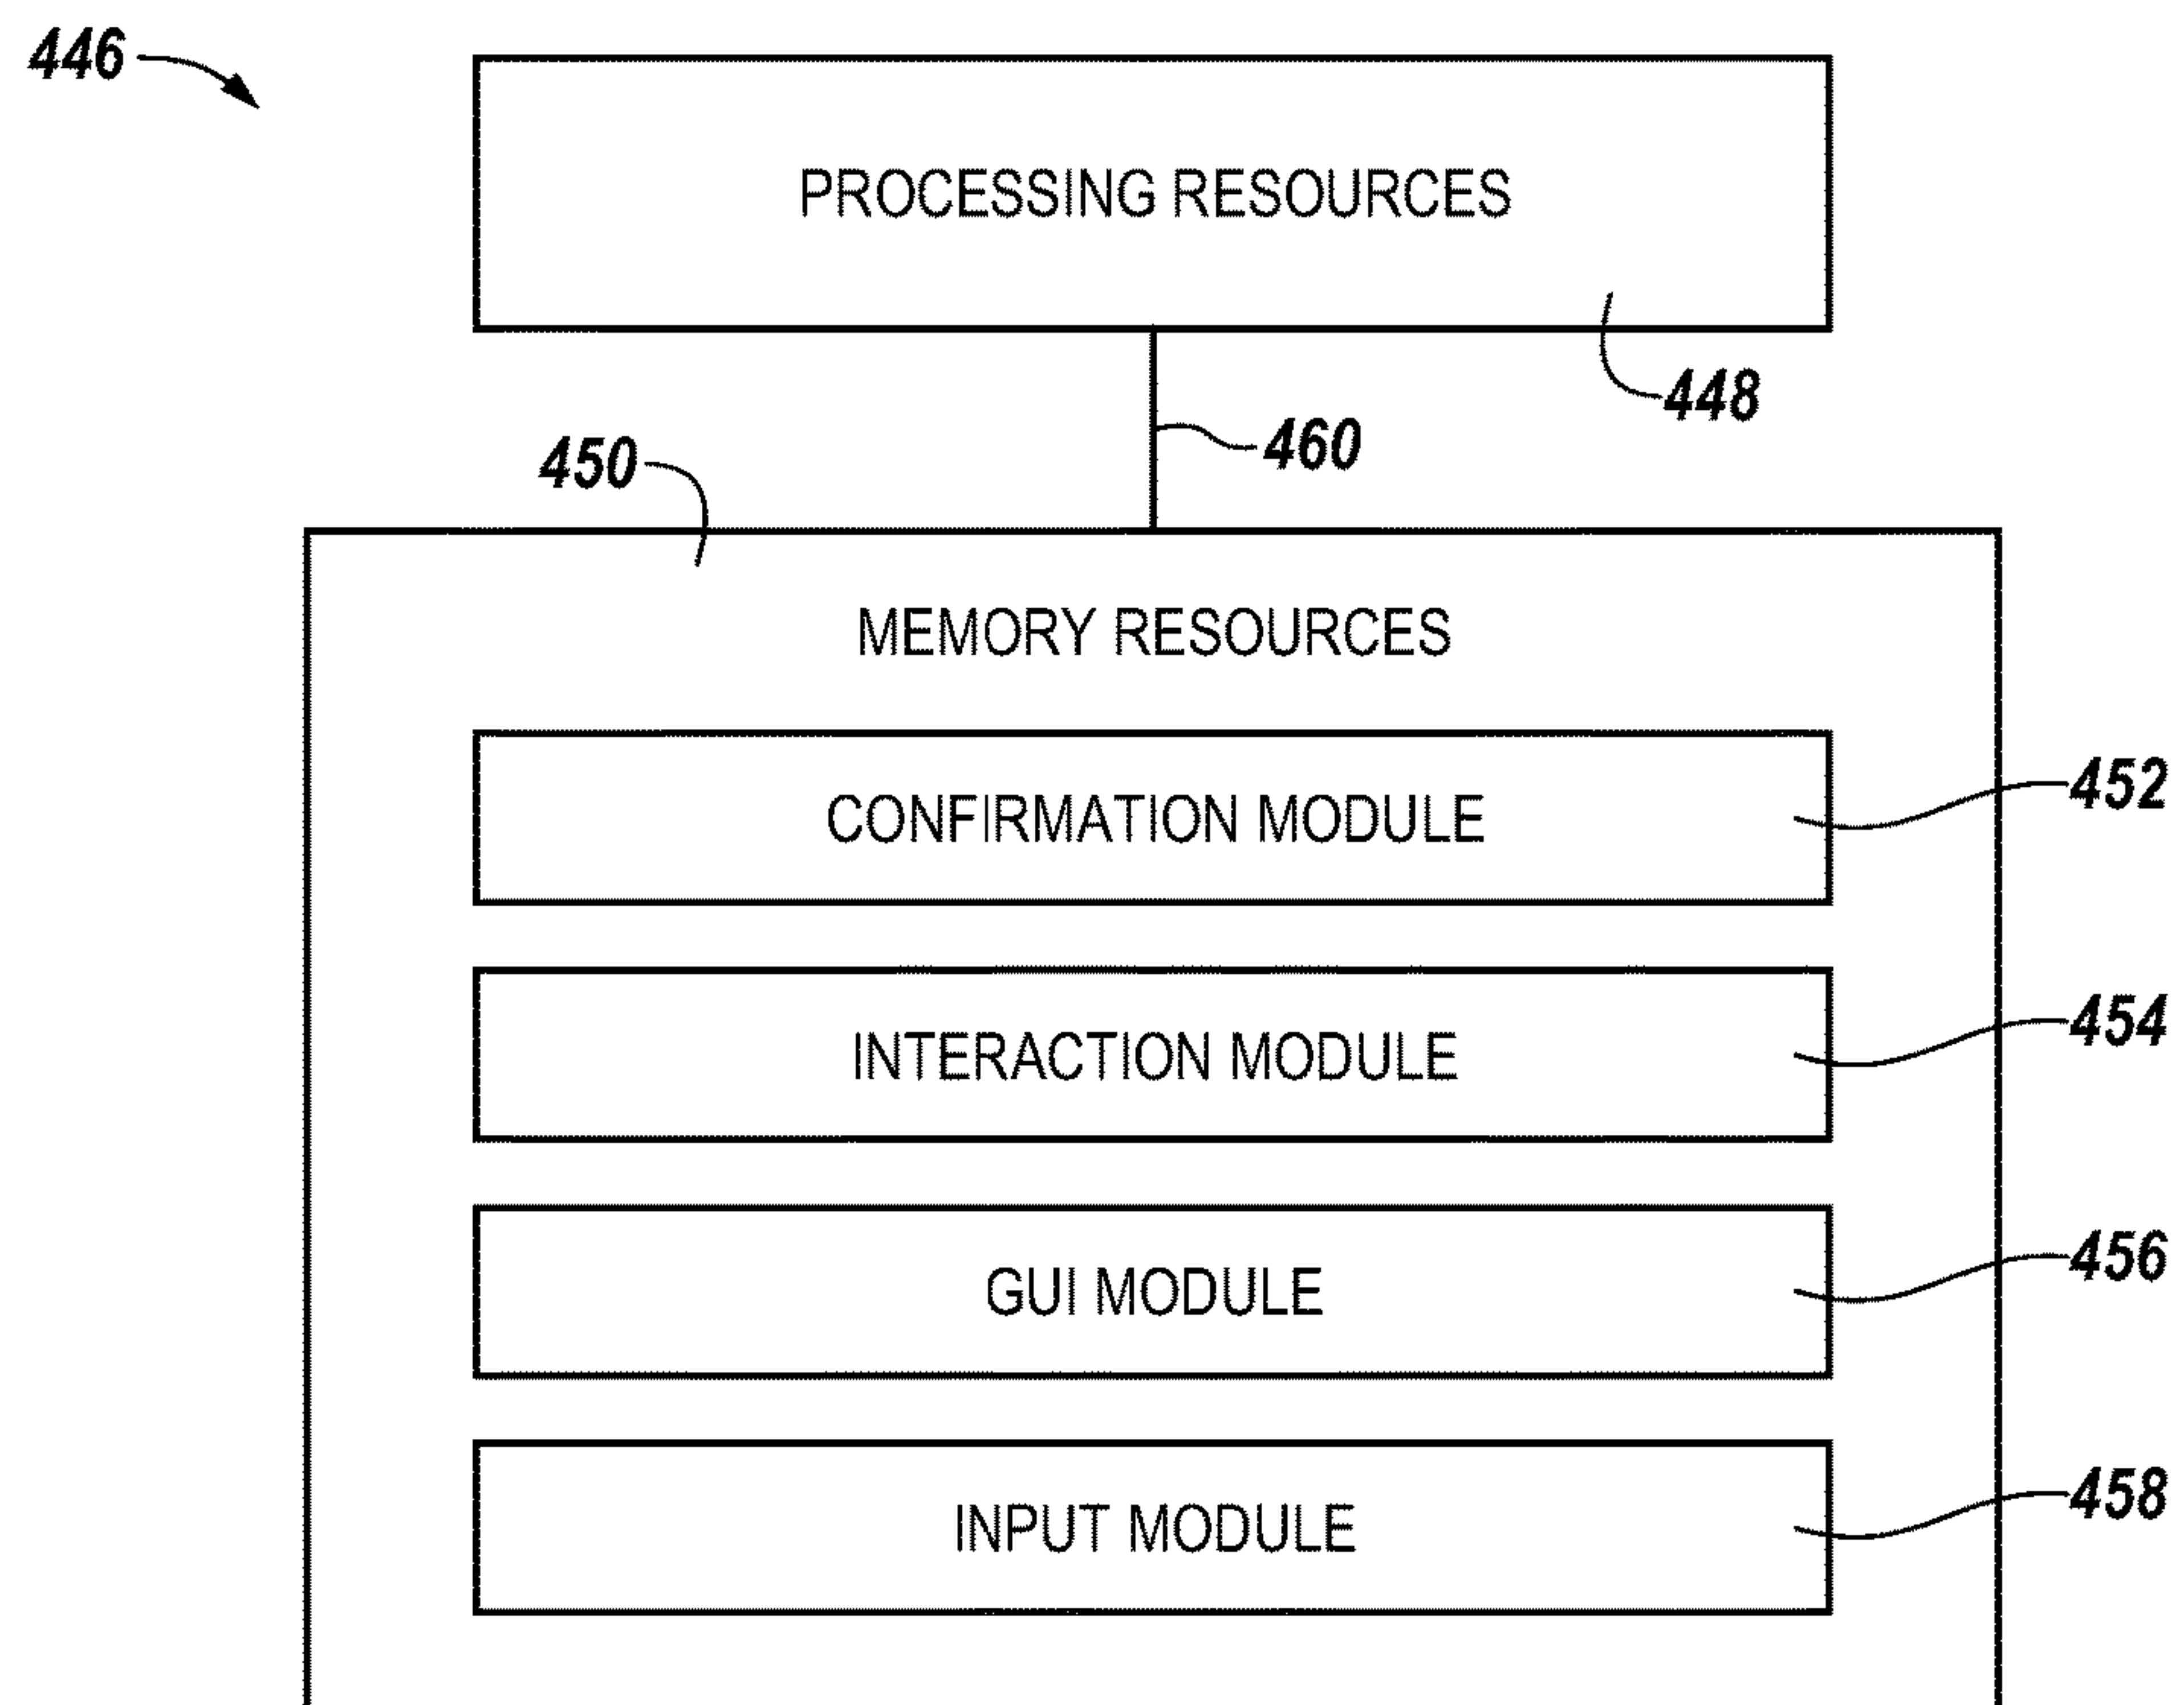 446
PROCESSING RESOURCES
448
460
450
MEMORY RESOURCES
CONFIRMATION MODULE
452
INTERACTION MODULE
454
GUI MODULE
456
INPUT MODULE
458